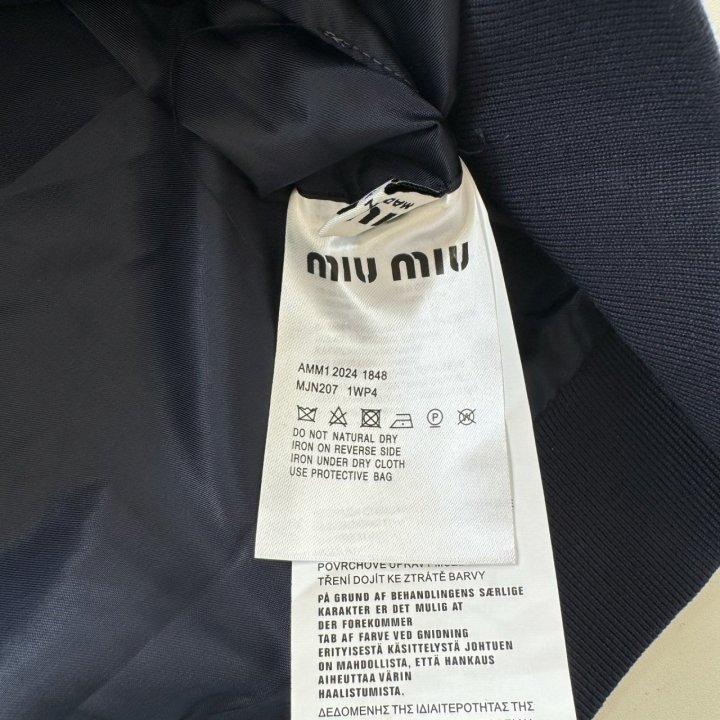 MAD
miu miu
AMM1 2024 1848
MJN207 1WP4
P
DO NOT NATURAL DRY
IRON ON REVERSE SIDE
IRON UNDER DRY CLOTH
USE PROTECTIVE BAG
POVRCHOVÉ ÚPRAVY
TŘENÍ DOJÍT KE ZTRÁTĚ BARVY
PÅ GRUND AF BEHANDLINGENS SÆRLIGE
KARAKTER ER DET MULIG AT
DER FOREKOMMER
TAB AF FARVE VED GNIDNING
ERITYISESTÄ KÄSITTELYSTÄ JOHTUEN
ON MAHDOLLISTA, ETTÄ HANKAUS
AIHEUTTAA VÄRIN
HAALISTUMISTA.
ΔΕΔΟΜΕΝΗΣ ΤΗΣ ΙΔΙΑΙΤΕΡΟΤΗΤΑΣ ΤΗΣ